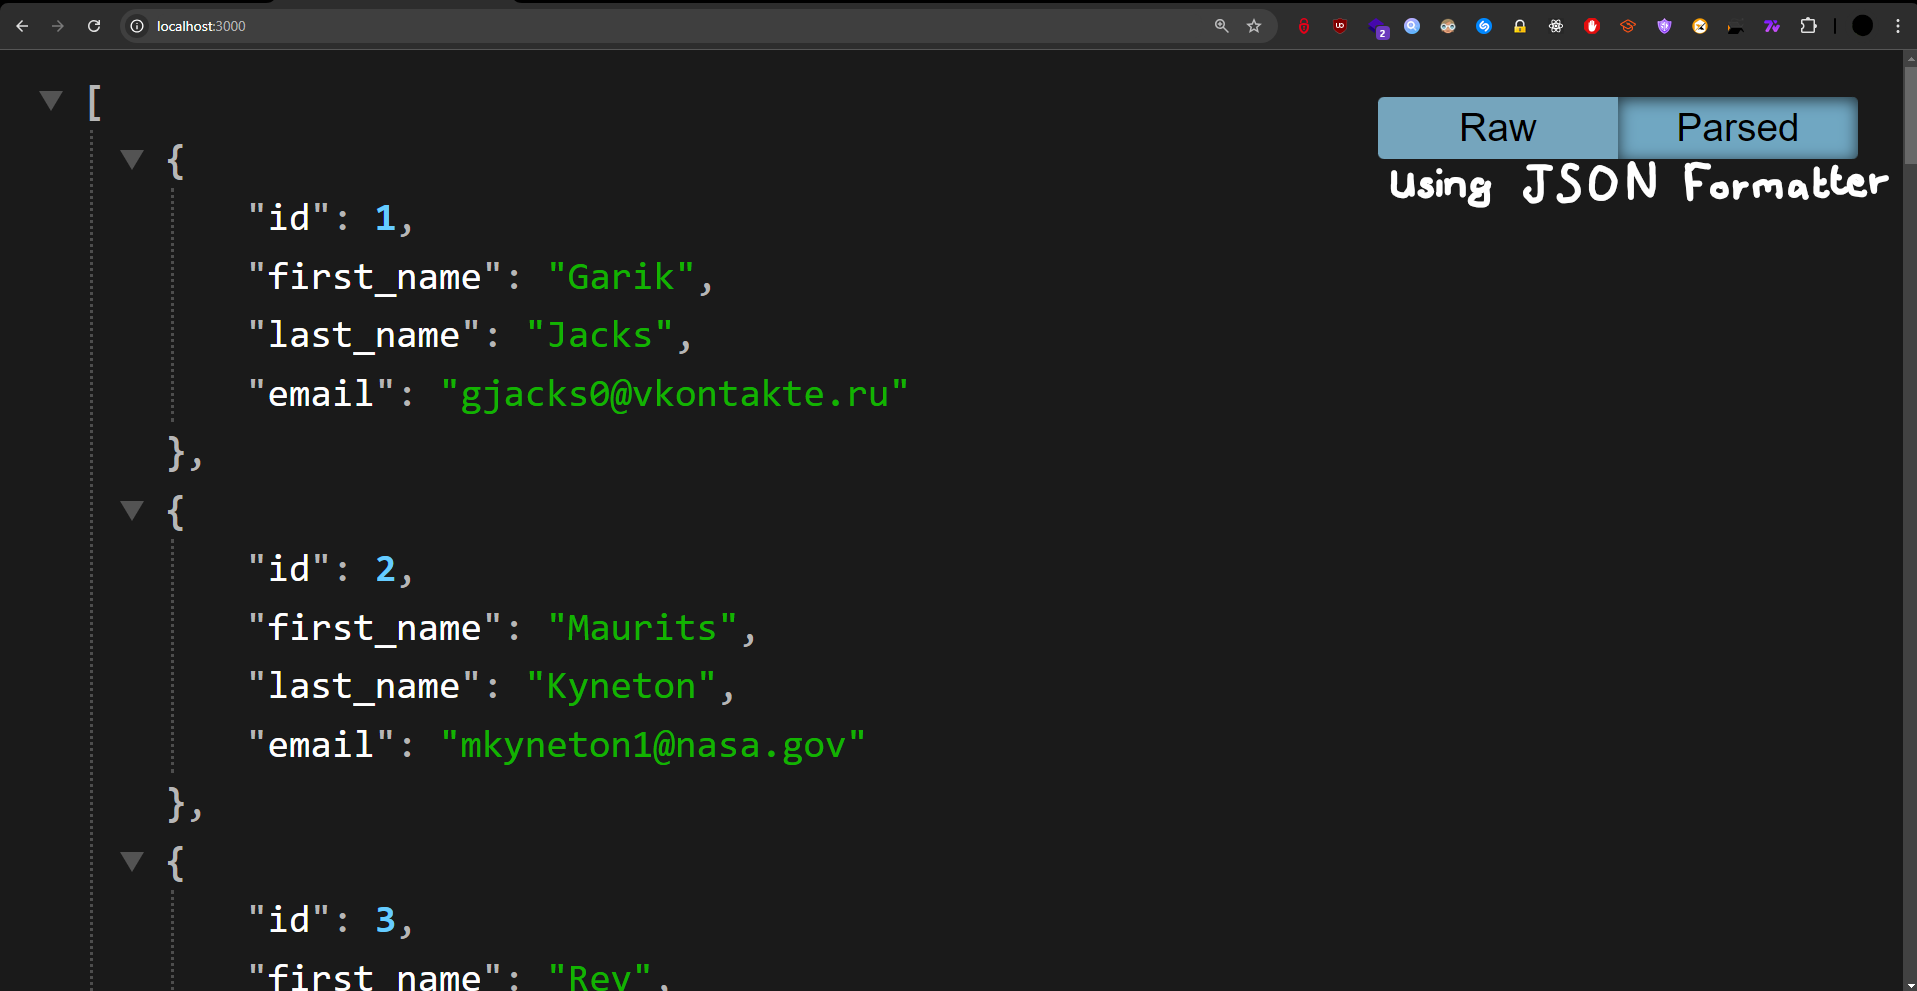 localhost:3000
2
[
Raw Parsed
Using JSON Formatter
{
"id": 1,
"first_name": "Garik",
"last_name": "Jacks",
"email": "gjacks0@vkontakte.ru"
},
{
"id": 2,
"first_name": "Maurits",
"last_name": "Kyneton",
"email": "mkyneton1@nasa.gov"
},
{
"id": 3,
"first_name": "Rey",